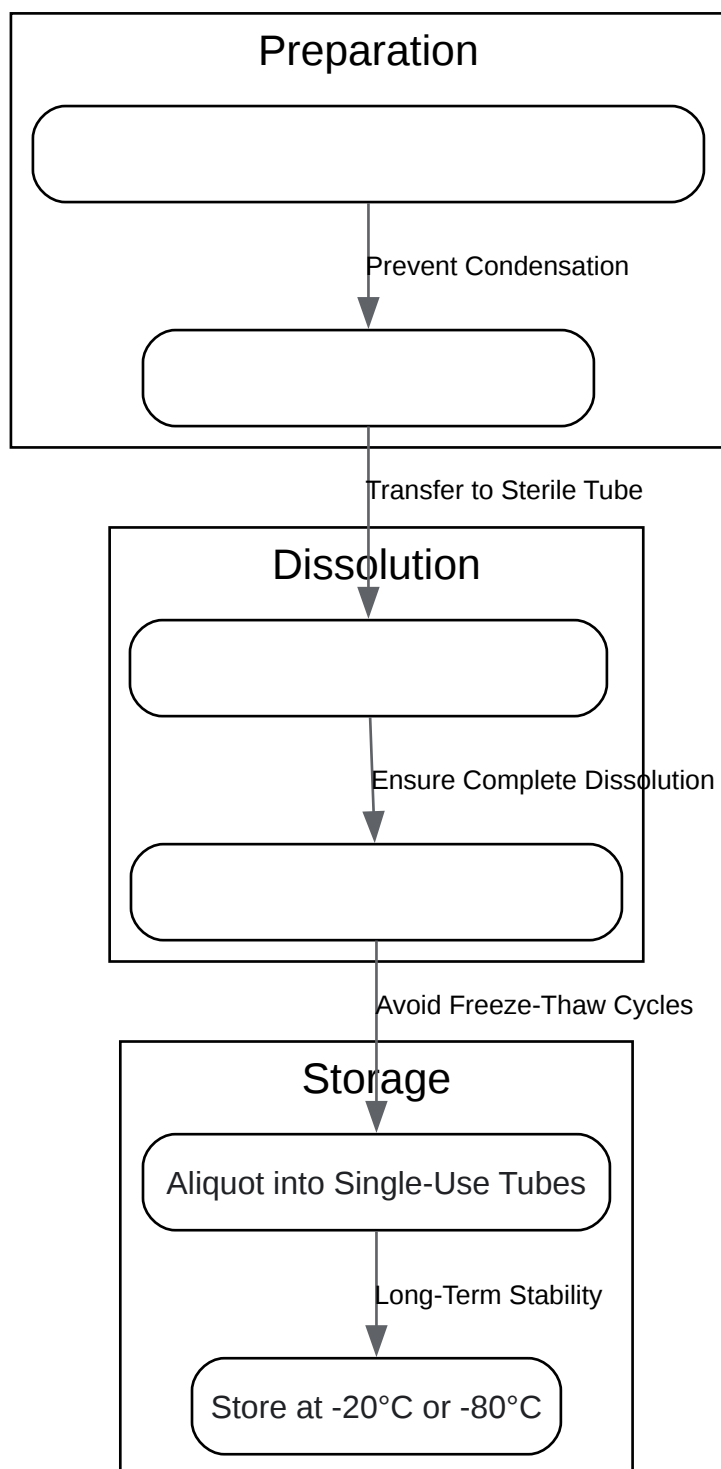 Preparation
Prevent Condensation
Transfer to Sterile Tube
Dissolution
Ensure Complete Dissolution
Avoid Freeze-Thaw Cycles
Storage
Aliquot into Single-Use Tubes
Long-Term Stability
Store at -20°C or -80°C